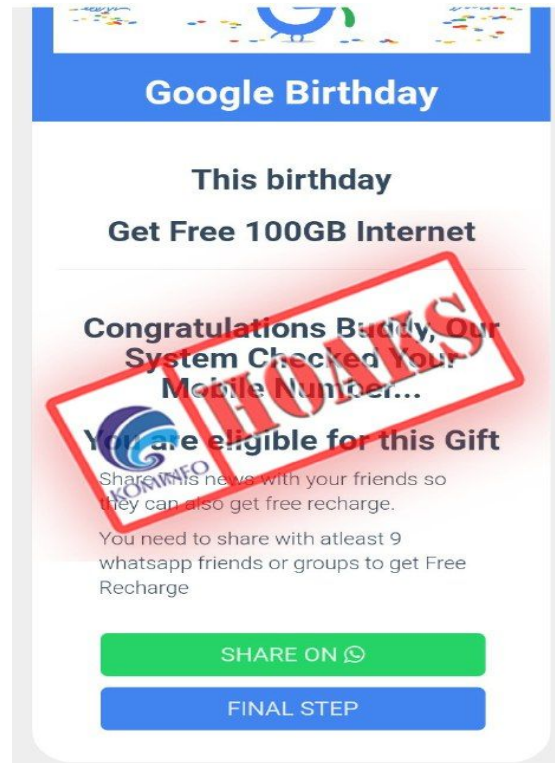 Google Birthday
This birthday
Get Free 100GB Internet
Congratulations Buddy, Our
System Checked Your
Mobile Number...
HOAKS
You are eligible for this Gift
KOMINFO
Share this news with your friends so
they can also get free recharge.
You need to share with atleast 9
whatsapp friends or groups to get Free
Recharge
SHARE ON
FINAL STEP